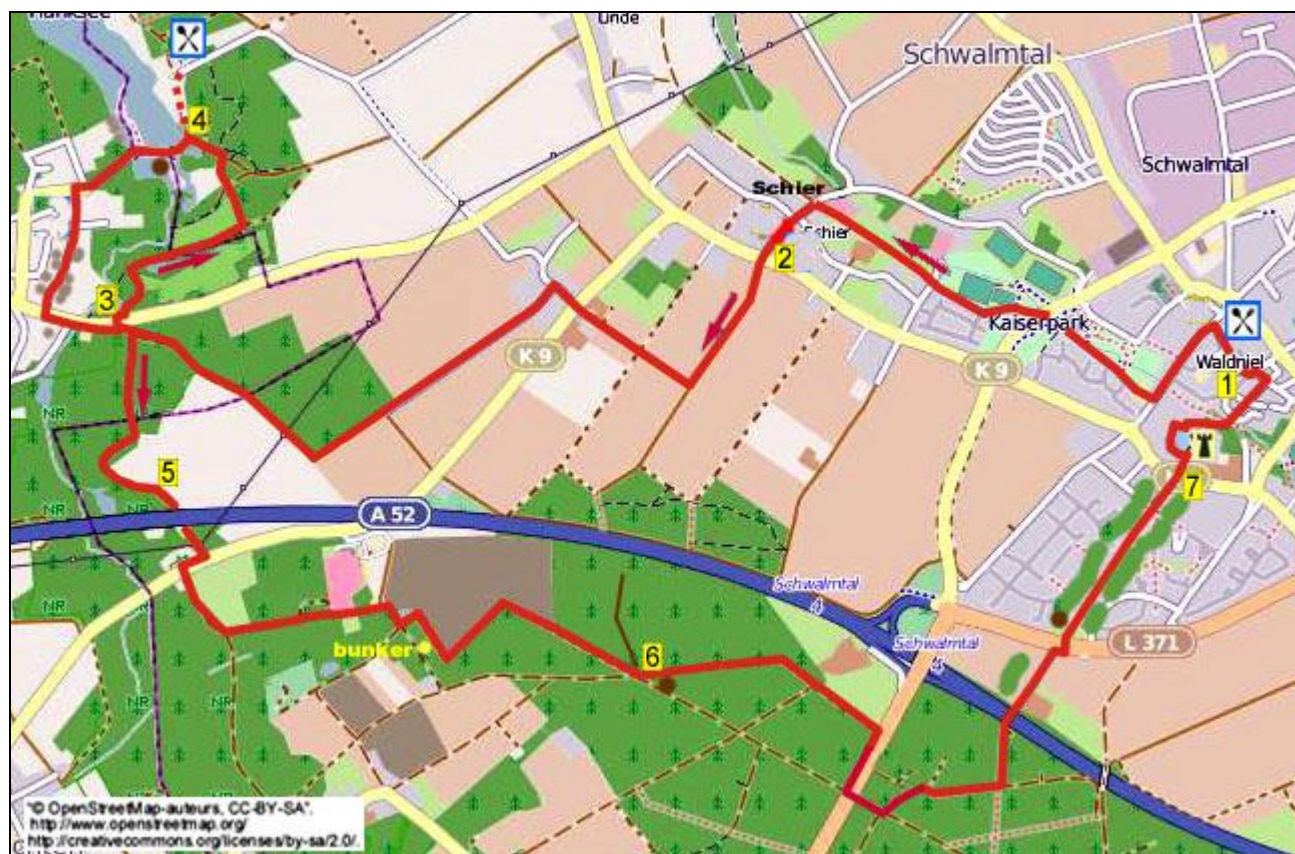 Schwalmtal
4
Schwalmtal
Schier
Schier
2
Kaiserpark
Waldniel
1
3
K 9
K 9
7
5
A 52
Schwalmtal
4
Schwalmtal
4
L 371
bunker
6
NR
NR
NR
NR
NR
"© OpenStreetMap-auteurs, CC-BY-SA".
http://www.openstreetmap.org/
http://creativecommons.org/licenses/by-sa/2.0/.